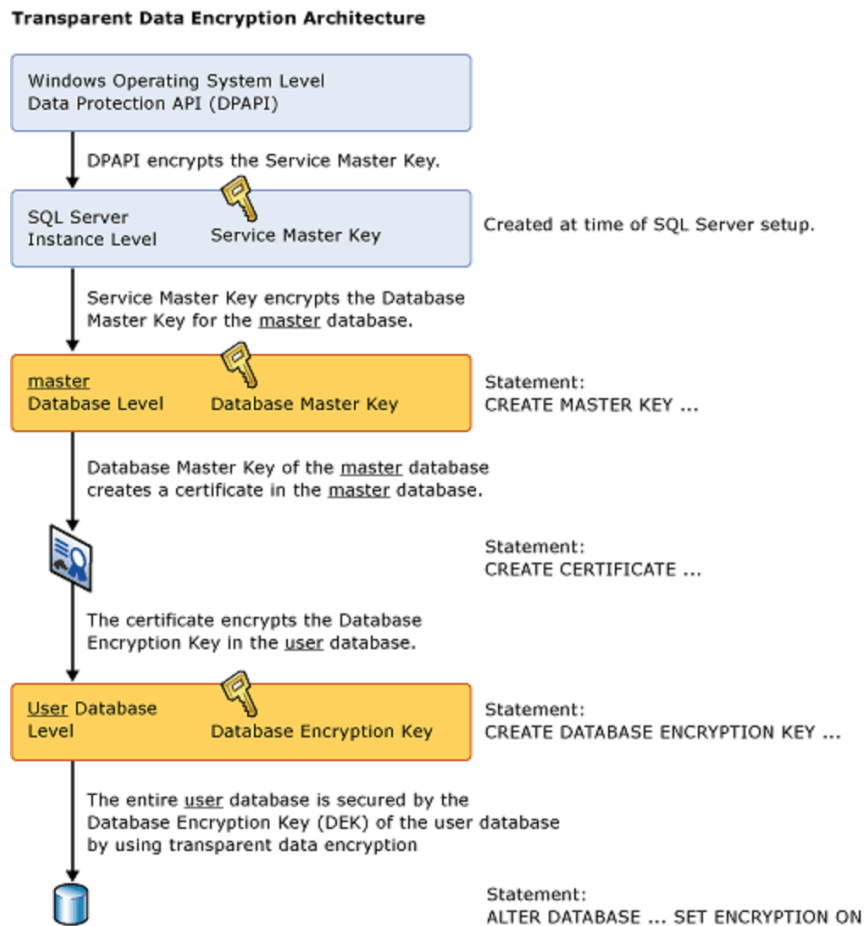 Transparent Data Encryption Architecture
Windows Operating System Level
Data Protection API (DPAPI)
DPAPI encrypts the Service Master Key.
SQL Server
Instance Level
Service Master Key
Created at time of SQL Server setup.
Service Master Key encrypts the Database
Master Key for the master database.
master
Database Level
Database Master Key
Statement:
CREATE MASTER KEY ...
Database Master Key of the master database
creates a certificate in the master database.
Statement:
CREATE CERTIFICATE ...
The certificate encrypts the Database
Encryption Key in the user database.
User Database
Level
Database Encryption Key
Statement:
CREATE DATABASE ENCRYPTION KEY ...
The entire user database is secured by the
Database Encryption Key (DEK) of the user database
by using transparent data encryption
Statement:
ALTER DATABASE ... SET ENCRYPTION ON